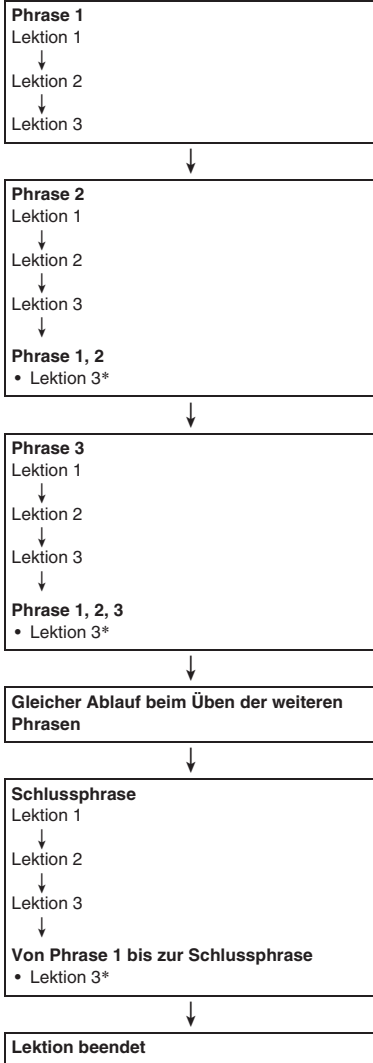 Phrase 1
Lektion 1
Lektion 2
Lektion 3
Phrase 2
Lektion 1
Lektion 2
Lektion 3
Phrase 1, 2
• Lektion 3*
Phrase 3
Lektion 1
Lektion 2
Lektion 3
Phrase 1, 2, 3
• Lektion 3*
Gleicher Ablauf beim Üben der weiteren
Phrasen
Schlussphrase
Lektion 1
Lektion 2
Lektion 3
Von Phrase 1 bis zur Schlussphrase
• Lektion 3*
Lektion beendet